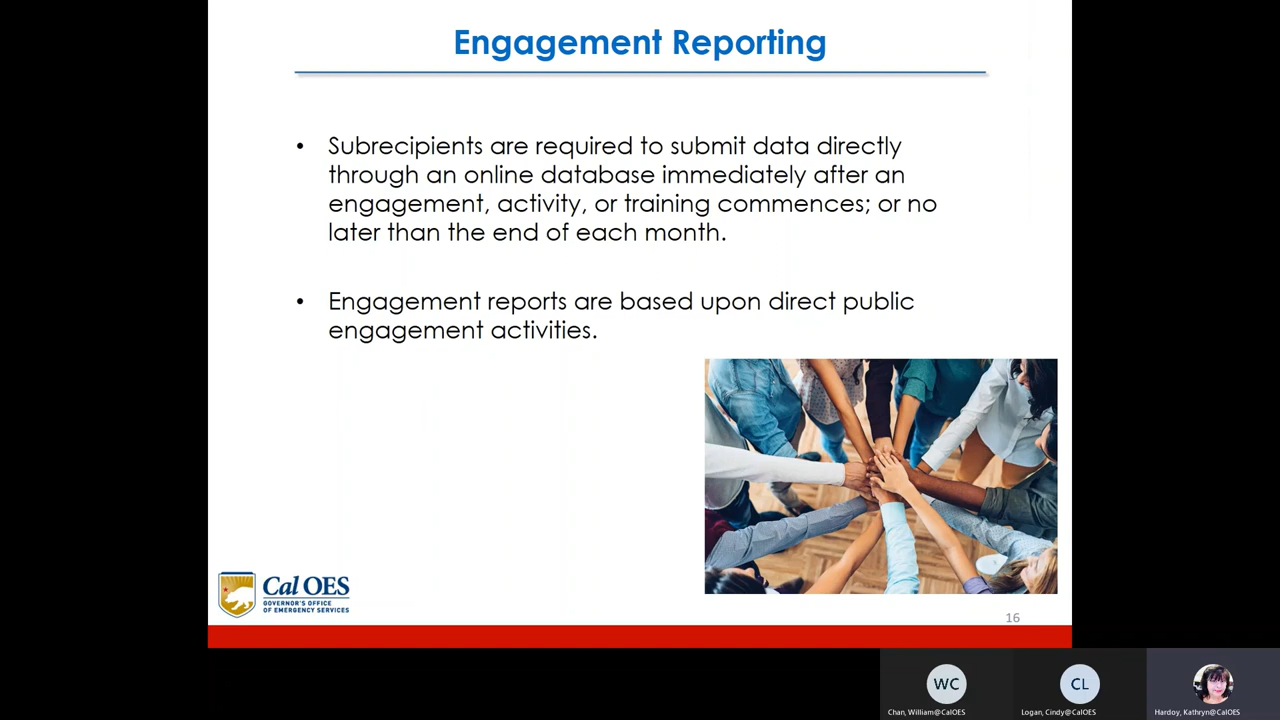 Engagement Reporting
• Subrecipients are required to submit data directly
through an online database immediately after an
engagement, activity, or training commences; or no
later than the end of each month.
• Engagement reports are based upon direct public
engagement activities.
Cal OES
GOVERNOR'S OFFICE
OF EMERGENCY SERVICES
16
WC
CL
Chan, William@CalOES
Logan, Cindy@CalOES
Hardoy, Kathryn@CalOES